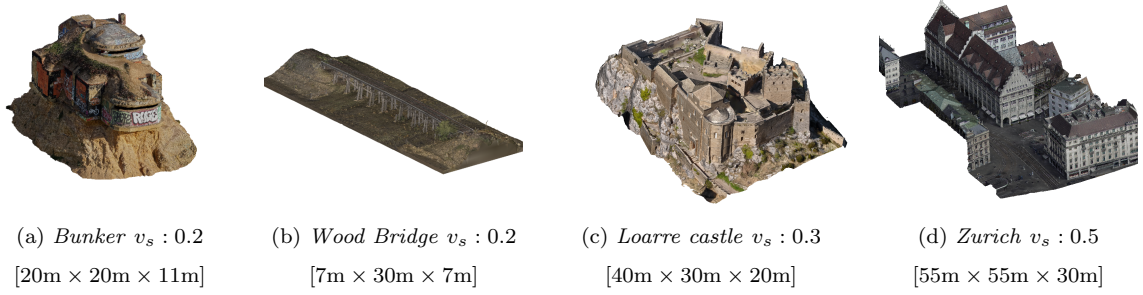 (a) Bunker v_s : 0.2
[20m × 20m × 11m]
(b) Wood Bridge v_s : 0.2
[7m × 30m × 7m]
(c) Loarre castle v_s : 0.3
[40m × 30m × 20m]
(d) Zurich v_s : 0.5
[55m × 55m × 30m]